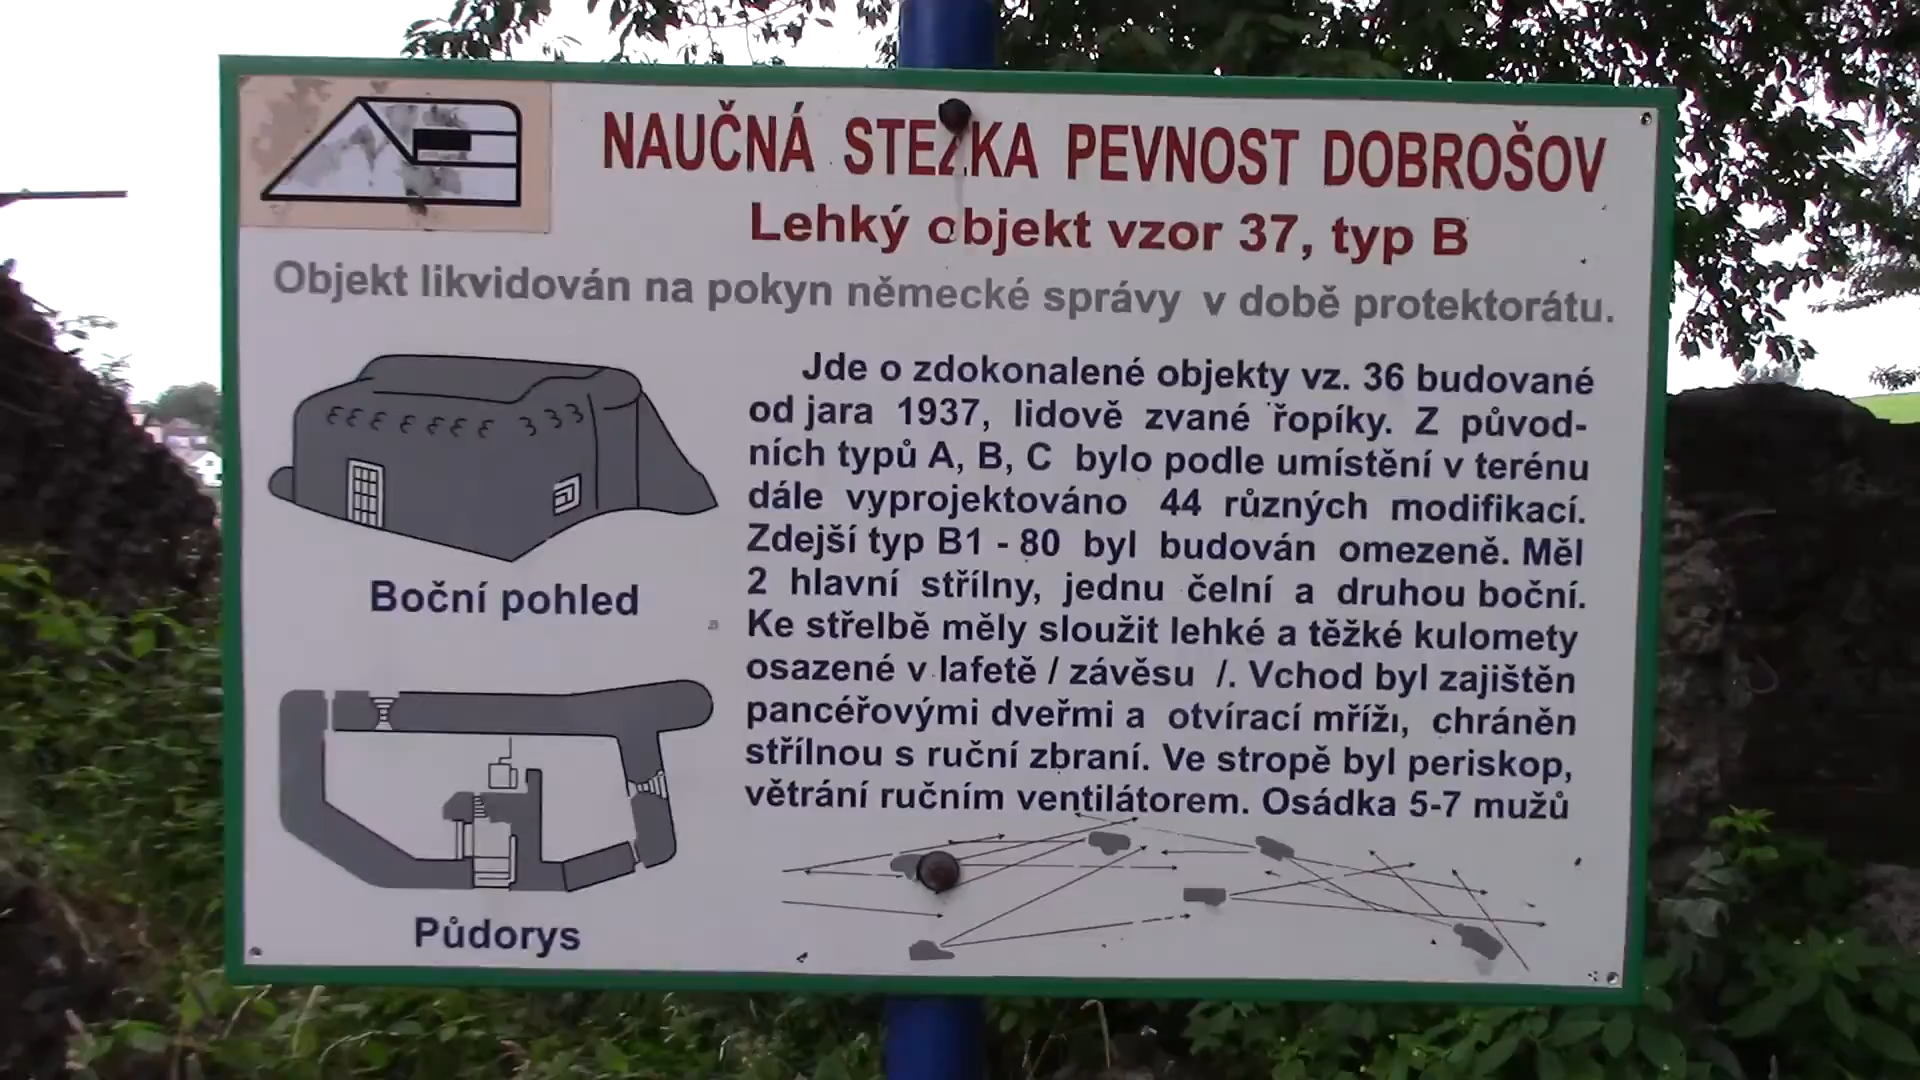 NAUČNÁ STEZKA PEVNOST DOBROŠOV
Lehký objekt vzor 37, typ B
Objekt likvidován na pokyn německé správy v době protektorátu.
Jde o zdokonalené objekty vz. 36 budované
od jara 1937, lidově zvané řopíky. Z původ-
ních typů A, B, C bylo podle umístění v terénu
dále vyprojektováno 44 různých modifikací.
Zdejší typ B1 - 80 byl budován omezeně. Měl
2 hlavní střílny, jednu čelní a druhou boční.
Ke střelbě měly sloužit lehké a těžké kulomety
osazené v lafetě / závěsu /. Vchod byl zajištěn
pancéřovými dveřmi a otvírací mříži, chráněn
střílnou s ruční zbraní. Ve stropě byl periskop,
větrání ručním ventilátorem. Osádka 5-7 mužů
Boční pohled
Půdorys